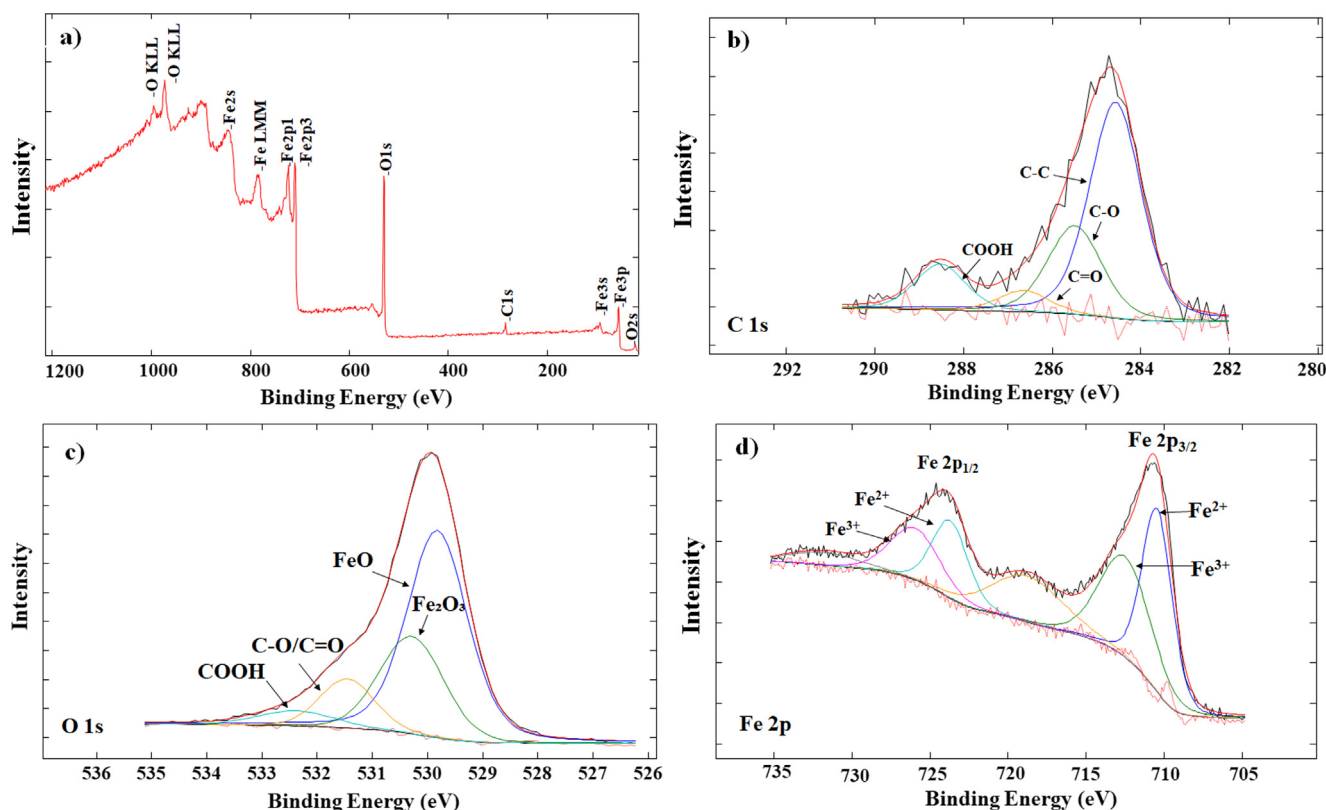 a)
-O KLL
-O KLL
-Fe2s
-Fe LMM
-Fe2p1
-Fe2p3
-O1s
-C1s
-Fe3s
-Fe3p
O2s
Intensity
1200 1000 800 600 400 200
Binding Energy (eV)
b)
C-C
C-O
COOH
C=O
C 1s
Intensity
292 290 288 286 284 282 280
Binding Energy (eV)
c)
FeO
Fe₂O₃
C-O/C=O
COOH
O 1s
Intensity
536 535 534 533 532 531 530 529 528 527 526
Binding Energy (eV)
d)
Fe 2p₃/₂
Fe 2p₁/₂
Fe²⁺
Fe²⁺
Fe³⁺
Fe³⁺
Fe 2p
Intensity
735 730 725 720 715 710 705
Binding Energy (eV)